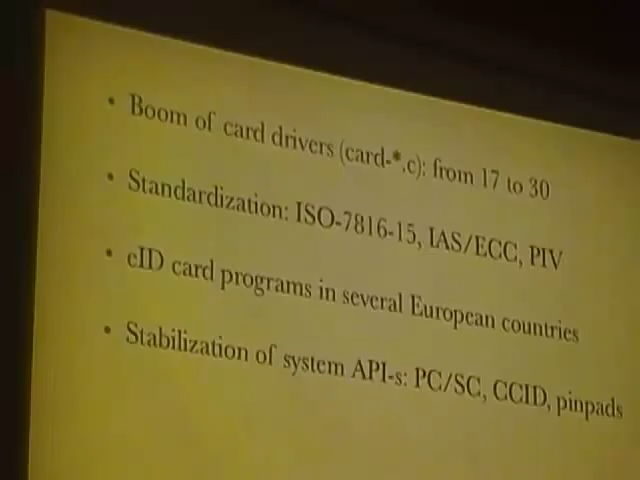 • Boom of card drivers (card-*.c): from 17 to 30
• Standardization: ISO-7816-15, IAS/ECC, PIV
• eID card programs in several European countries
• Stabilization of system API-s: PC/SC, CCID, pinpads